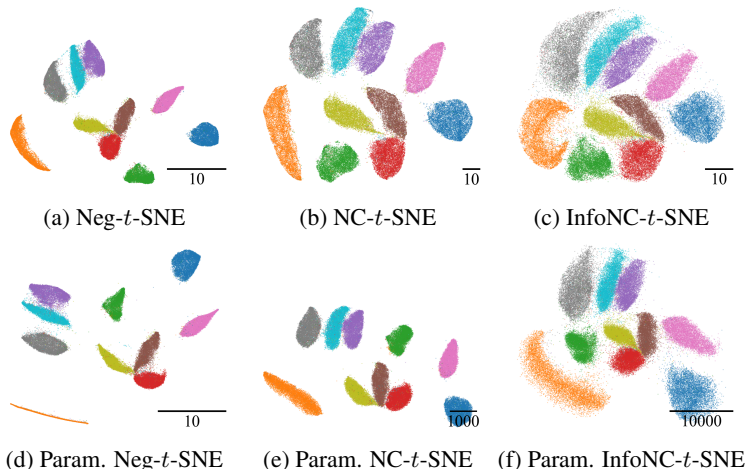 10
10
10
(a) Neg-t-SNE
(b) NC-t-SNE
(c) InfoNC-t-SNE
10
1000
10000
(d) Param. Neg-t-SNE
(e) Param. NC-t-SNE
(f) Param. InfoNC-t-SNE